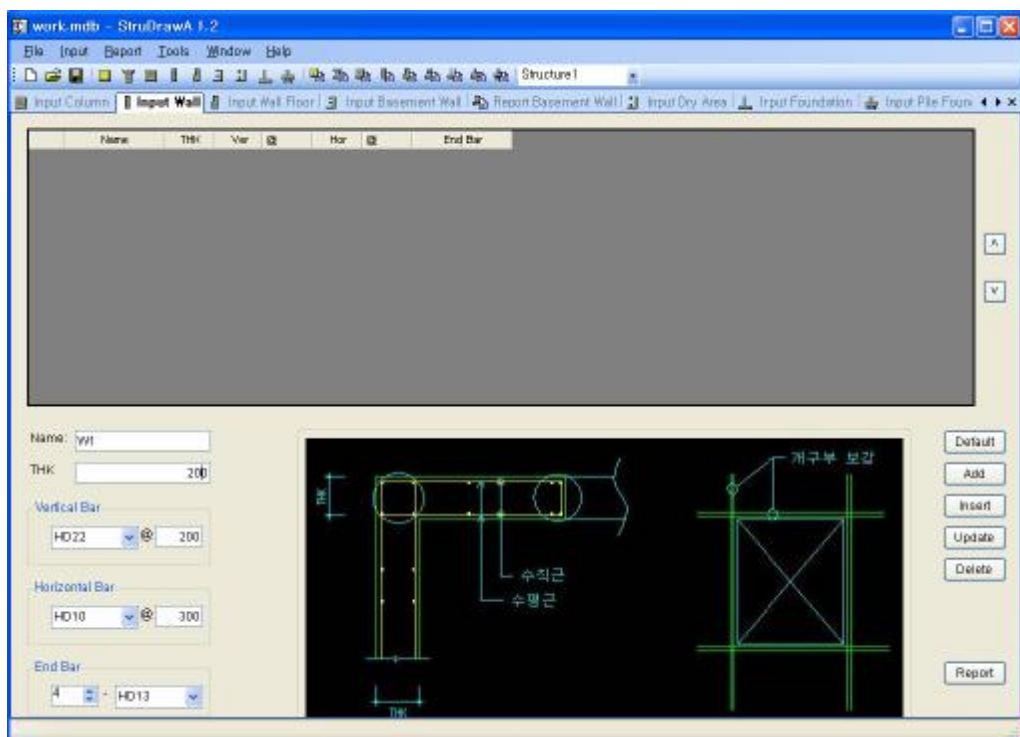 work.mdb - StruDrawA 1.2
File Input Report Tools Window Help
Structure1
Input Column Input Wall Input Wall Floor Input Basement Wall Report Basement Wall Input Dry Area Input Foundation Input Pile Foun
Name THK Ver @ Hor @ End Bar
Name: W1
THK 200
Vertical Bar
HD22 @ 200
Horizontal Bar
HD10 @ 300
End Bar
4 - HD13
THK
수직근
수평근
THK
개구부 보강
Default
Add
Insert
Update
Delete
Report